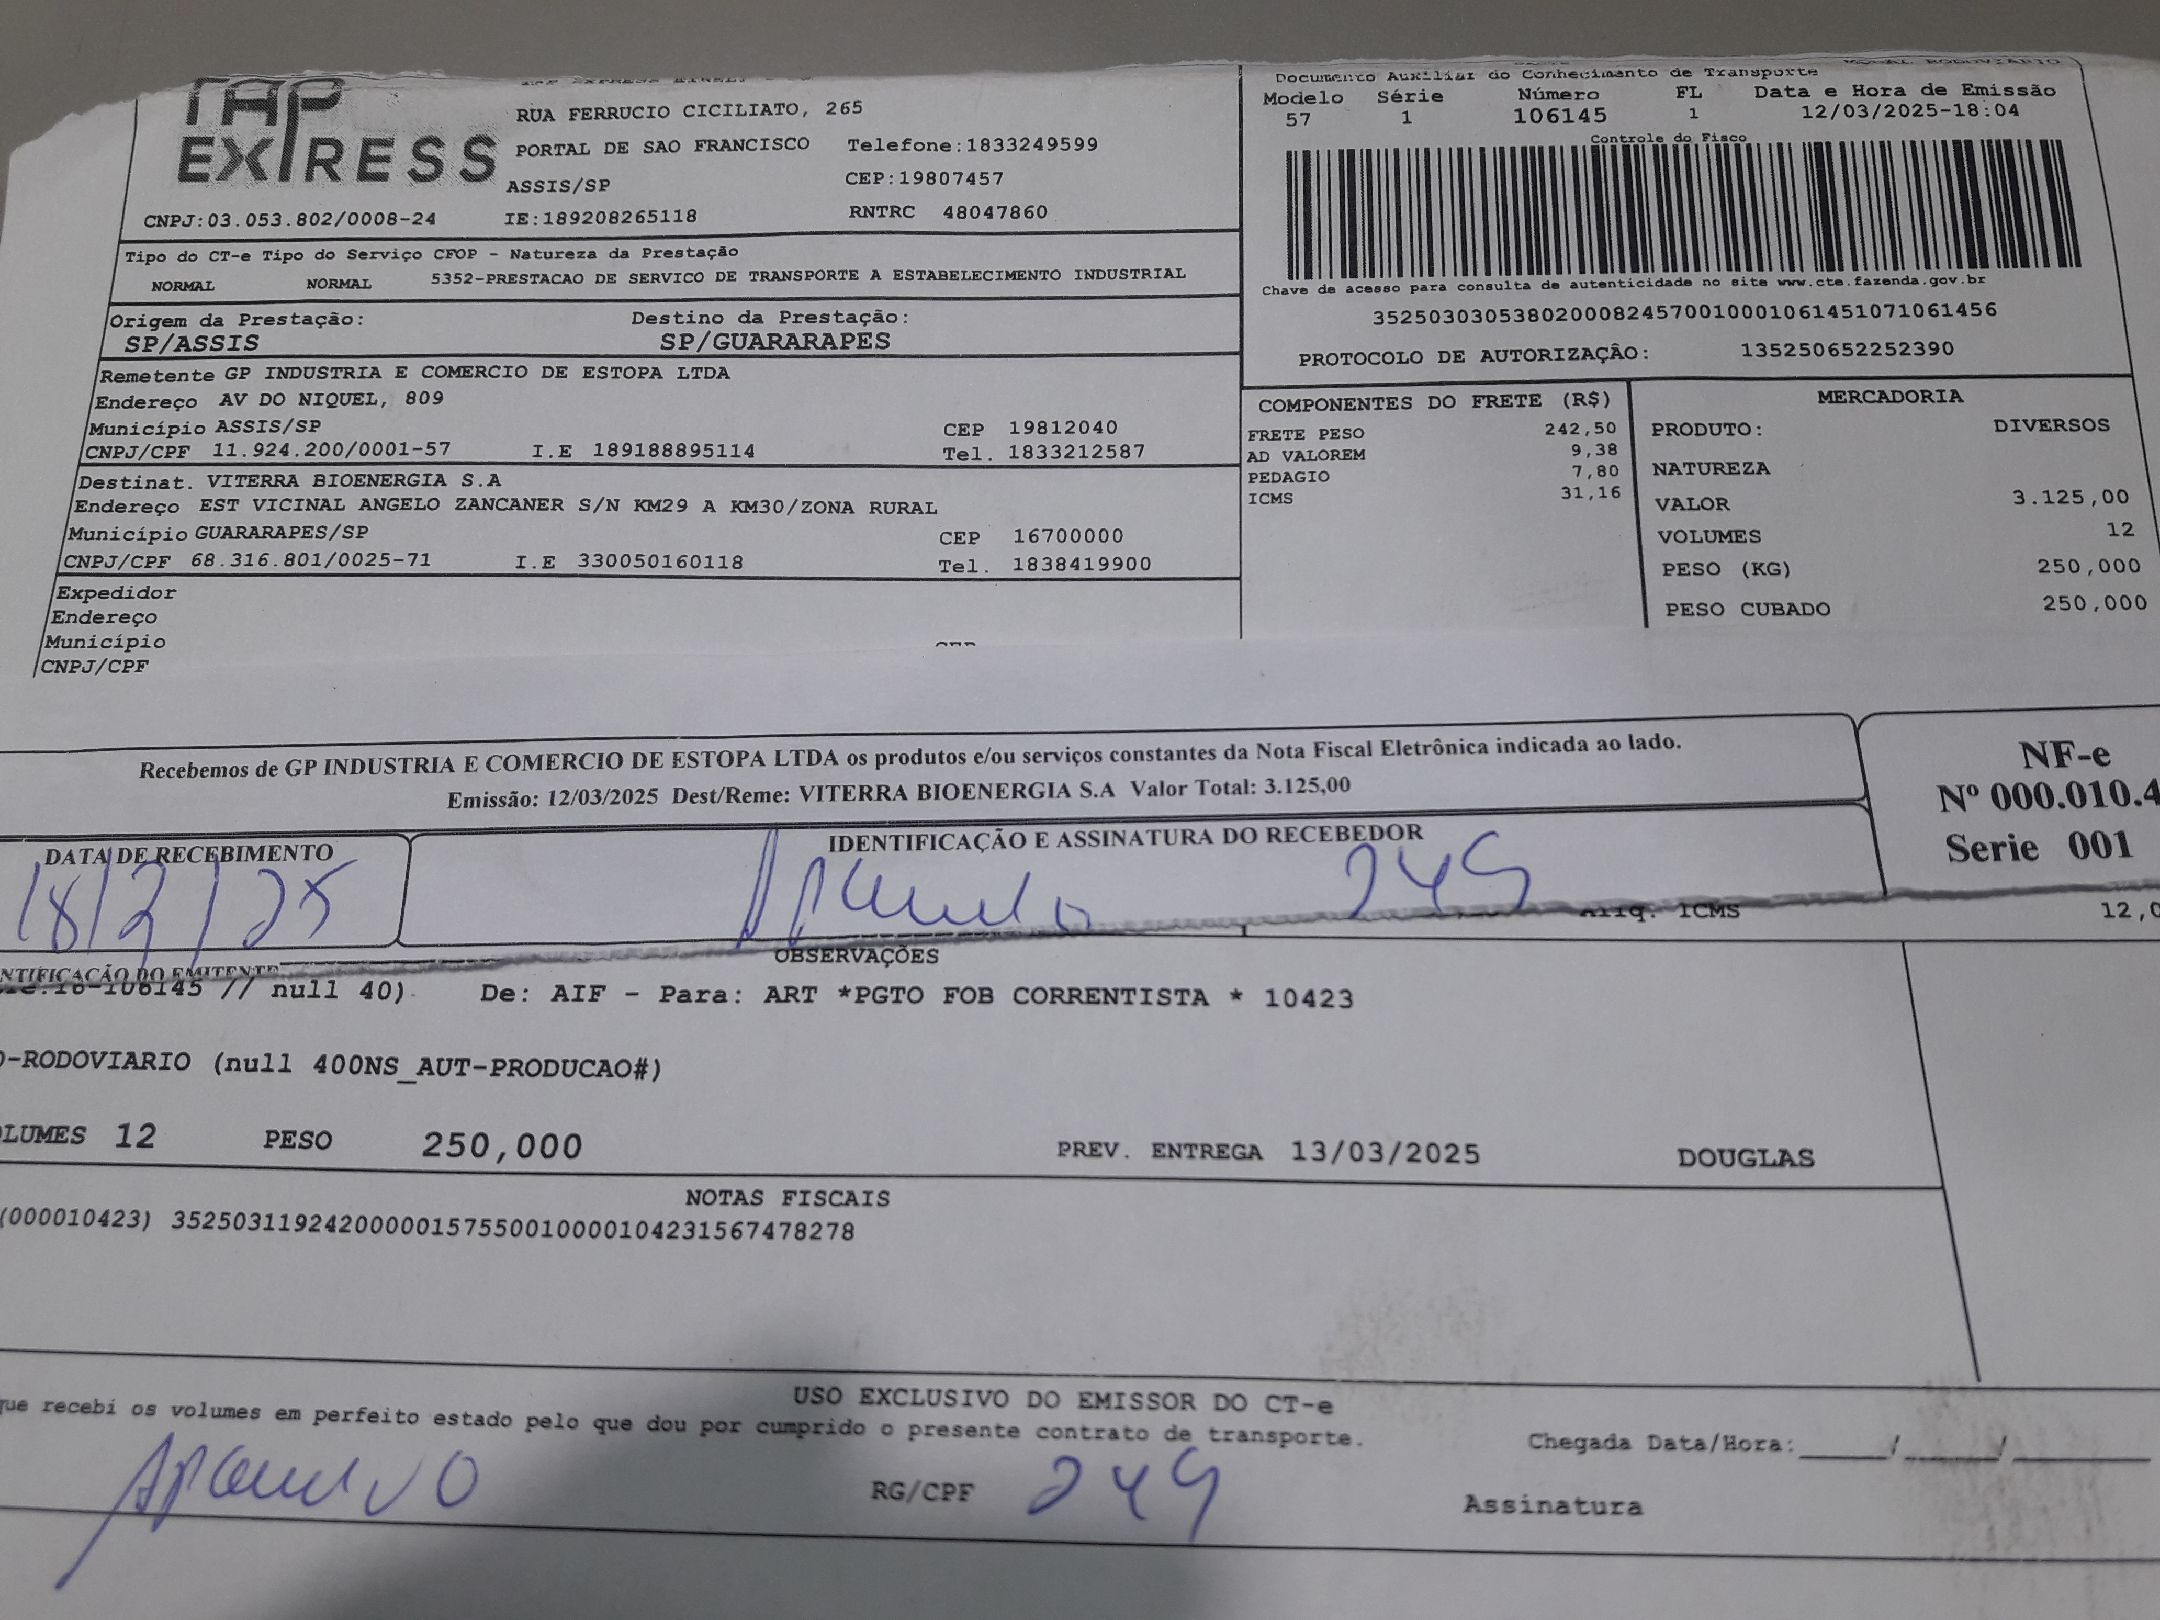 TAP
EXPRESS
RUA FERRUCIO CICILIATO, 265
PORTAL DE SAO FRANCISCO Telefone:1833249599
ASSIS/SP CEP:19807457
CNPJ:03.053.802/0008-24 IE:189208265118 RNTRC 48047860
Tipo do CT-e Tipo do Serviço CFOP - Natureza da Prestação
NORMAL NORMAL 5352-PRESTACAO DE SERVICO DE TRANSPORTE A ESTABELECIMENTO INDUSTRIAL
Origem da Prestação: Destino da Prestação:
SP/ASSIS SP/GUARARAPES
Remetente GP INDUSTRIA E COMERCIO DE ESTOPA LTDA
Endereço AV DO NIQUEL, 809
Município ASSIS/SP CEP 19812040
CNPJ/CPF 11.924.200/0001-57 I.E 189188895114 Tel. 1833212587
Destinat. VITERRA BIOENERGIA S.A
Endereço EST VICINAL ANGELO ZANCANER S/N KM29 A KM30/ZONA RURAL
Município GUARARAPES/SP CEP 16700000
CNPJ/CPF 68.316.801/0025-71 I.E 330050160118 Tel. 1838419900
Expedidor
Endereço
Município
CNPJ/CPF
MODAL RODOVIÁRIO
Documento Auxiliar do Conhecimento de Transporte
Modelo Série Número FL Data e Hora de Emissão
57 1 106145 1 12/03/2025-18:04
Controle do Fisco
Chave de acesso para consulta de autenticidade no site www.cte.fazenda.gov.br
35250303053802000824570010001061451071061456
PROTOCOLO DE AUTORIZAÇÃO: 135250652252390
COMPONENTES DO FRETE (R$)
FRETE PESO 242,50
AD VALOREM 9,38
PEDAGIO 7,80
ICMS 31,16
MERCADORIA
PRODUTO: DIVERSOS
NATUREZA
VALOR 3.125,00
VOLUMES 12
PESO (KG) 250,000
PESO CUBADO 250,000
Recebemos de GP INDUSTRIA E COMERCIO DE ESTOPA LTDA os produtos e/ou serviços constantes da Nota Fiscal Eletrônica indicada ao lado.
Emissão: 12/03/2025 Dest/Reme: VITERRA BIOENERGIA S.A Valor Total: 3.125,00
NF-e
Nº 000.010.4
Serie 001
DATA DE RECEBIMENTO
18/2/25
IDENTIFICAÇÃO E ASSINATURA DO RECEBEDOR
249
Aliq. ICMS 12,0
NTIFICAÇÃO DO EMITENTE
OBSERVAÇÕES
106145 // null 40). De: AIF - Para: ART *PGTO FOB CORRENTISTA * 10423
O-RODOVIARIO (null 400NS_AUT-PRODUCAO#)
LUMES 12 PESO 250,000 PREV. ENTREGA 13/03/2025 DOUGLAS
NOTAS FISCAIS
(000010423) 35250311924200000157550010000104231567478278
USO EXCLUSIVO DO EMISSOR DO CT-e
que recebi os volumes em perfeito estado pelo que dou por cumprido o presente contrato de transporte.
Chegada Data/Hora:_____/_____/_______
RG/CPF 249
Assinatura